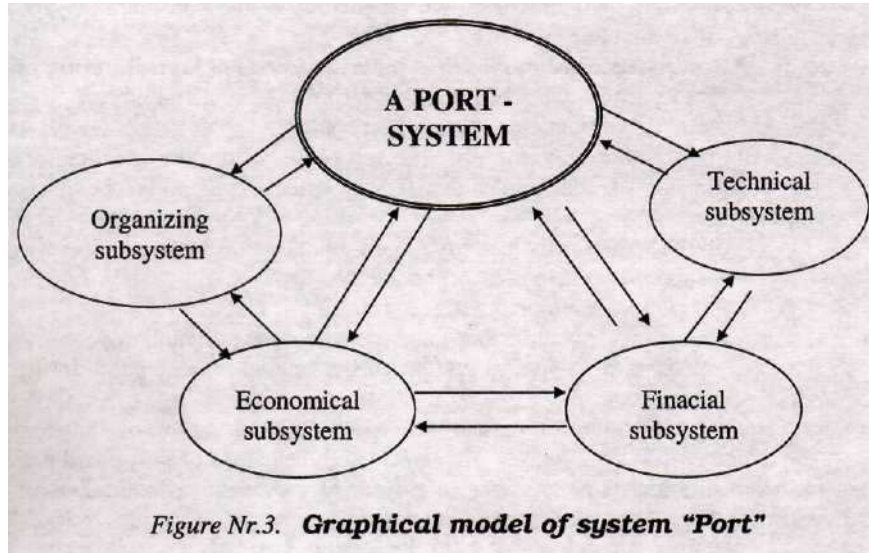 A PORT -
SYSTEM
Technical
subsystem
Organizing
subsystem
Economical
subsystem
Finacial
subsystem
Figure Nr.3. Graphical model of system "Port"